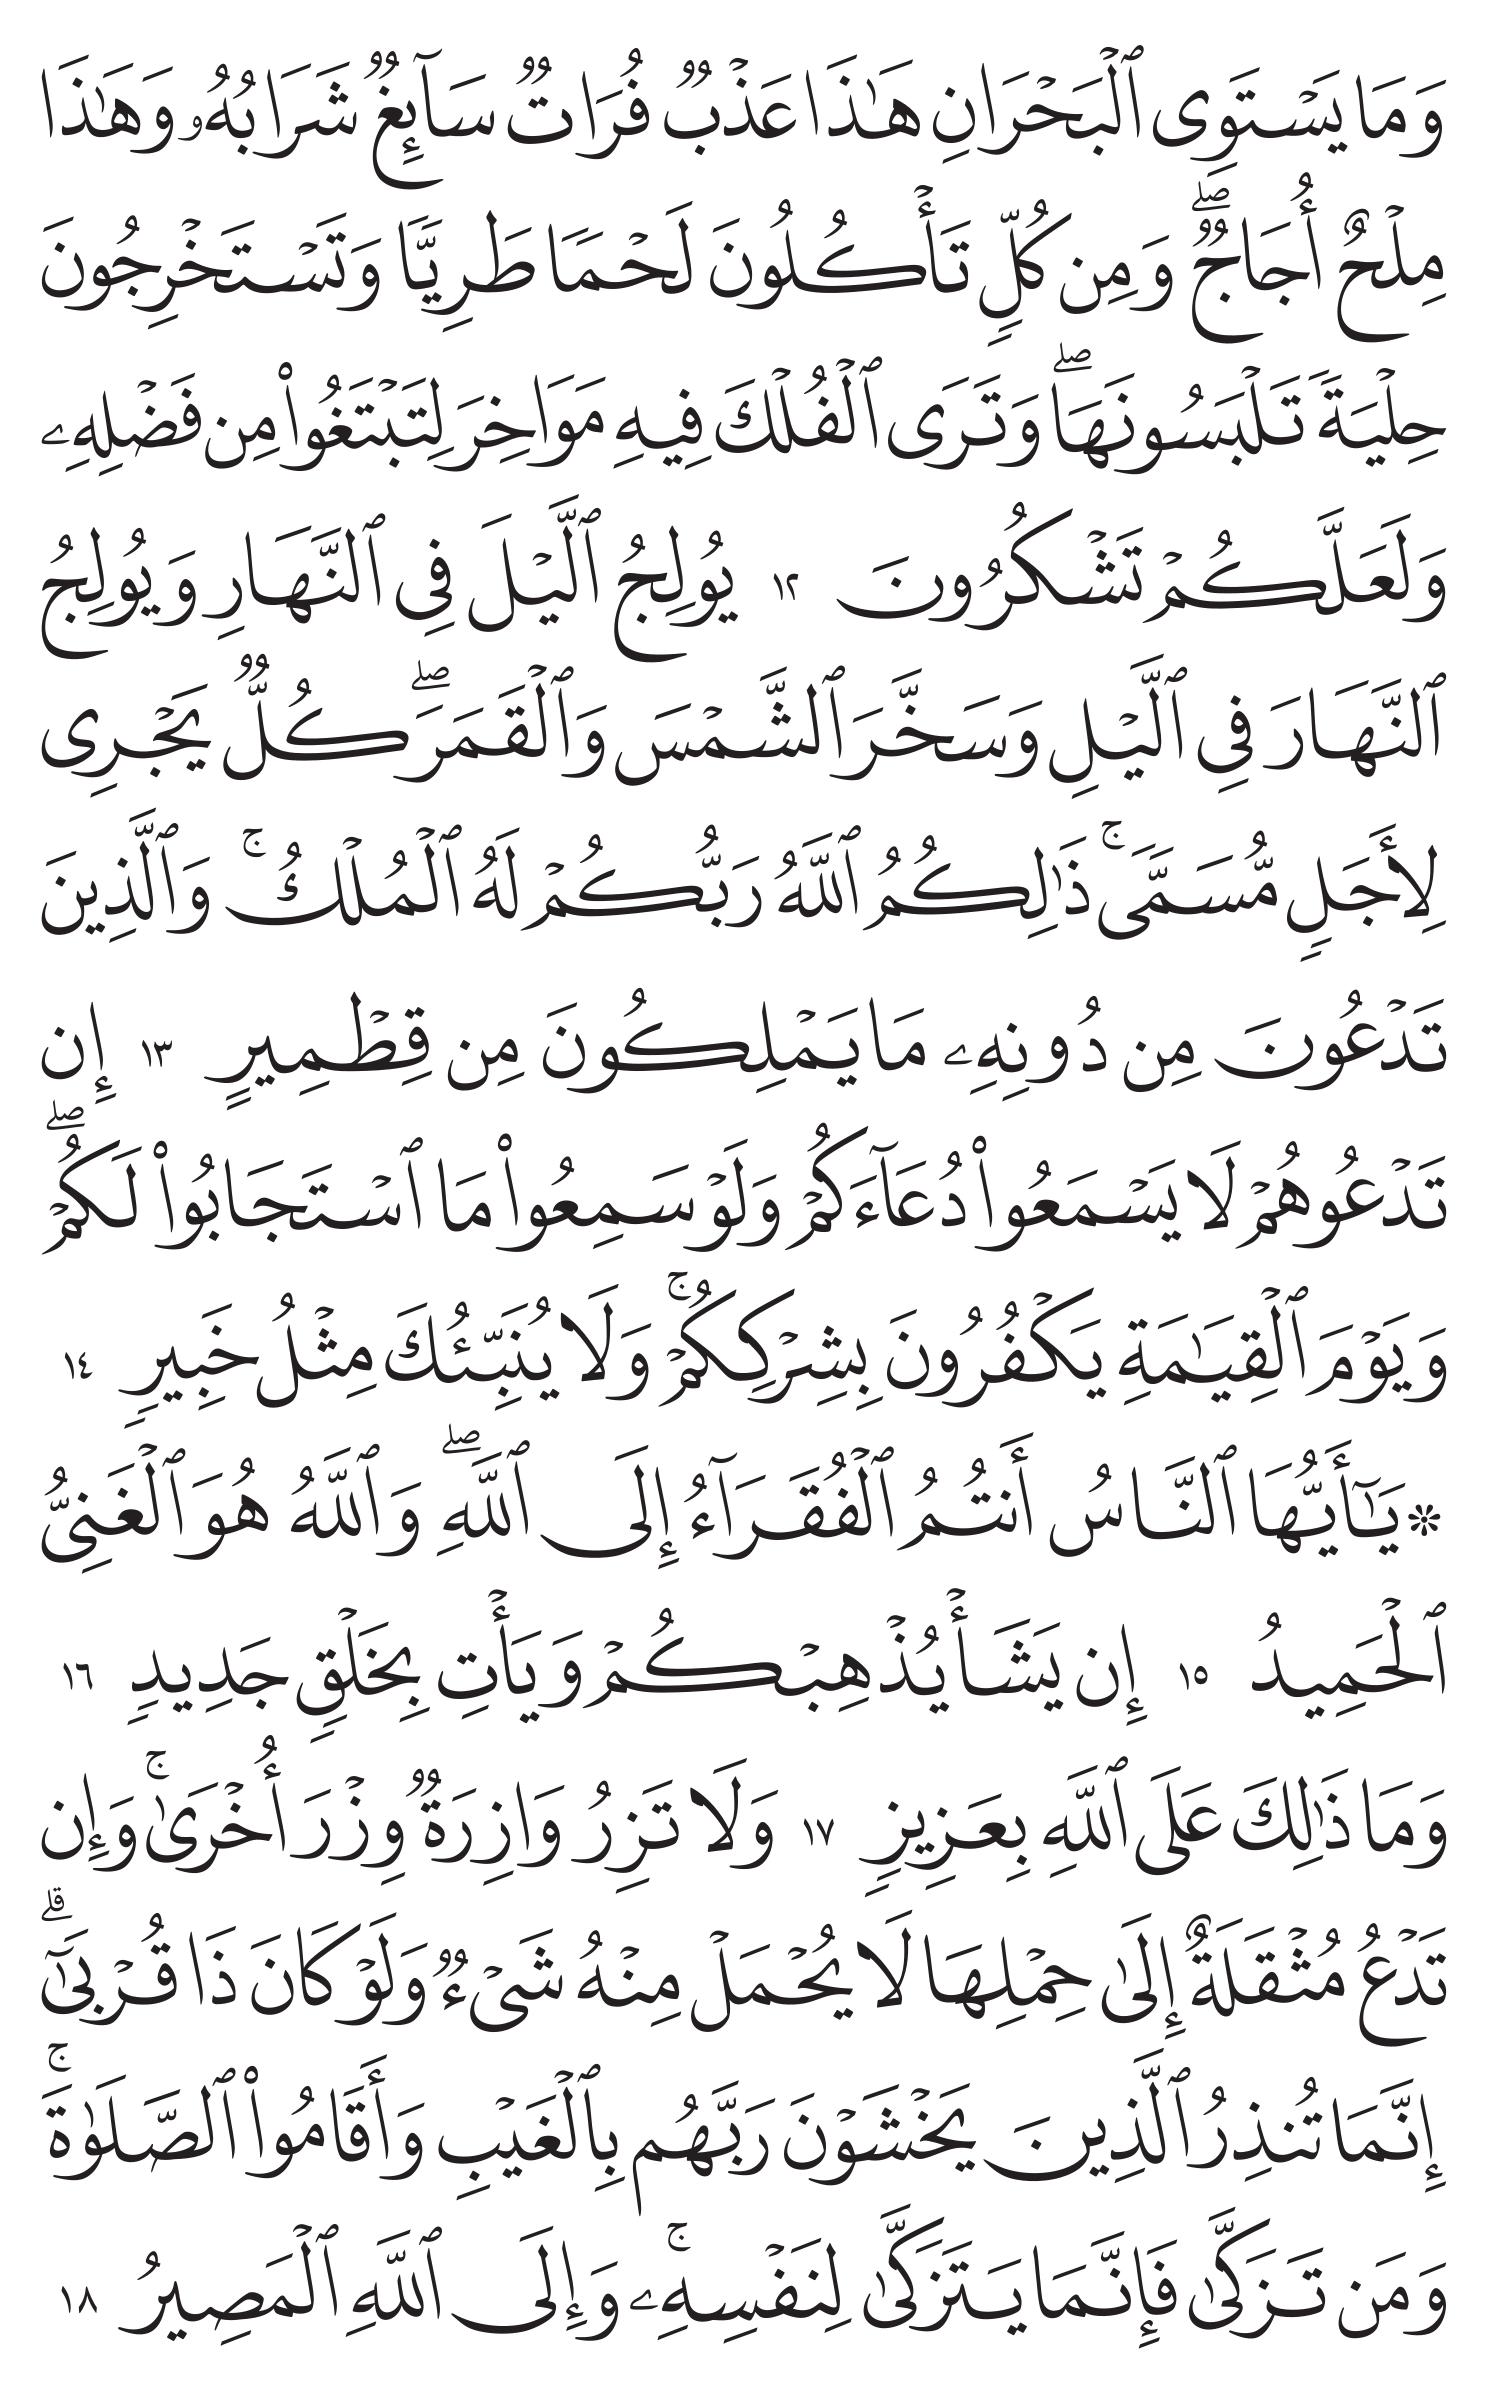 وَمَا يَسۡتَوِي ٱلۡبَحۡرَانِ هَٰذَا عَذۡبٞ فُرَاتٞ سَآئِغٞ شَرَابُهُۥ وَهَٰذَا
مِلۡحٌ أُجَاجٞۖ وَمِن كُلّٖ تَأۡكُلُونَ لَحۡمٗا طَرِيّٗا وَتَسۡتَخۡرِجُونَ
حِلۡيَةٗ تَلۡبَسُونَهَاۖ وَتَرَى ٱلۡفُلۡكَ فِيهِ مَوَاخِرَ لِتَبۡتَغُواْ مِن فَضۡلِهِۦ
وَلَعَلَّكُمۡ تَشۡكُرُونَ ١٢ يُولِجُ ٱلَّيۡلَ فِي ٱلنَّهَارِ وَيُولِجُ
ٱلنَّهَارَ فِي ٱلَّيۡلِ وَسَخَّرَ ٱلشَّمۡسَ وَٱلۡقَمَرَۖ كُلّٞ يَجۡرِي
لِأَجَلٖ مُّسَمّٗىۚ ذَٰلِكُمُ ٱللَّهُ رَبُّكُمۡ لَهُ ٱلۡمُلۡكُۚ وَٱلَّذِينَ
تَدۡعُونَ مِن دُونِهِۦ مَا يَمۡلِكُونَ مِن قِطۡمِيرٍ ١٣ إِن
تَدۡعُوهُمۡ لَا يَسۡمَعُواْ دُعَآءَكُمۡ وَلَوۡ سَمِعُواْ مَا ٱسۡتَجَابُواْ لَكُمۡۖ
وَيَوۡمَ ٱلۡقِيَٰمَةِ يَكۡفُرُونَ بِشِرۡكِكُمۡۚ وَلَا يُنَبِّئُكَ مِثۡلُ خَبِيرٖ ١٤
۞يَٰٓأَيُّهَا ٱلنَّاسُ أَنتُمُ ٱلۡفُقَرَآءُ إِلَى ٱللَّهِۖ وَٱللَّهُ هُوَ ٱلۡغَنِيُّ
ٱلۡحَمِيدُ ١٥ إِن يَشَأۡ يُذۡهِبۡكُمۡ وَيَأۡتِ بِخَلۡقٖ جَدِيدٖ ١٦
وَمَا ذَٰلِكَ عَلَى ٱللَّهِ بِعَزِيزٖ ١٧ وَلَا تَزِرُ وَازِرَةٞ وِزۡرَ أُخۡرَىٰۚ وَإِن
تَدۡعُ مُثۡقَلَةٌ إِلَىٰ حِمۡلِهَا لَا يُحۡمَلۡ مِنۡهُ شَيۡءٞ وَلَوۡ كَانَ ذَا قُرۡبَىٰٓۗ
إِنَّمَا تُنذِرُ ٱلَّذِينَ يَخۡشَوۡنَ رَبَّهُم بِٱلۡغَيۡبِ وَأَقَامُواْ ٱلصَّلَوٰةَۚ
وَمَن تَزَكَّىٰ فَإِنَّمَا يَتَزَكَّىٰ لِنَفۡسِهِۦۚ وَإِلَى ٱللَّهِ ٱلۡمَصِيرُ ١٨